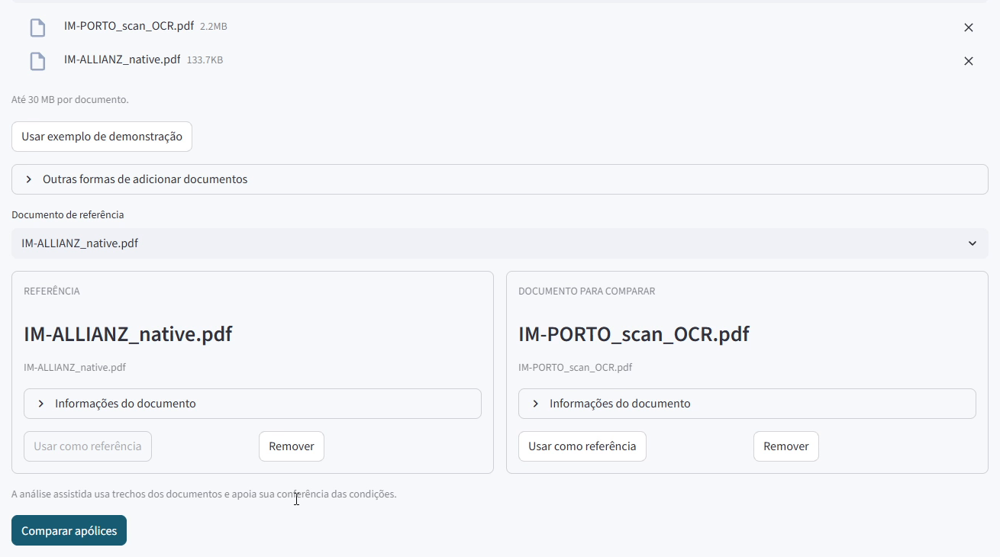 IM-PORTO_scan_OCR.pdf 2.2MB
IM-ALLIANZ_native.pdf 133.7KB
Até 30 MB por documento.
Usar exemplo de demonstração
Outras formas de adicionar documentos
Documento de referência
IM-ALLIANZ_native.pdf
REFERÊNCIA
IM-ALLIANZ_native.pdf
IM-ALLIANZ_native.pdf
Informações do documento
Usar como referência Remover
DOCUMENTO PARA COMPARAR
IM-PORTO_scan_OCR.pdf
IM-PORTO_scan_OCR.pdf
Informações do documento
Usar como referência Remover
A análise assistida usa trechos dos documentos e apoia sua conferência das condições.
Comparar apólices